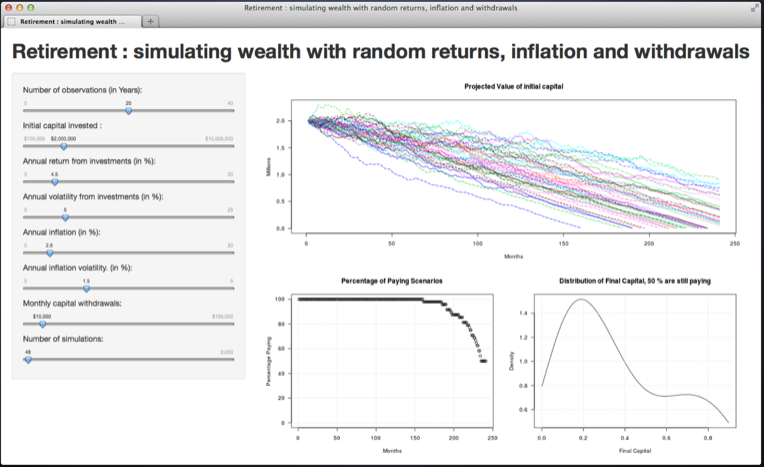 Retirement : simulating wealth with random returns, inflation and withdrawals
Retirement : simulating wealth ...
Retirement : simulating wealth with random returns, inflation and withdrawals
Number of observations (in Years):
0 20 40
Initial capital invested :
$100,000 $2,000,000 $10,000,000
Annual return from investments (in %):
0 4.5 30
Annual volatility from investments (in %):
0 5 25
Annual inflation (in %):
0 2.5 20
Annual inflation volatility. (in %):
0 1.5 5
Monthly capital withdrawals:
$10,000 $100,000
Number of simulations:
48 2,000
Projected Value of initial capital
Millions
2.0
1.5
1.0
0.5
0.0
0 50 100 150 200 250
Months
Percentage of Paying Scenarios
Percentage Paying
100
80
60
40
20
0
0 50 100 150 200 250
Months
Distribution of Final Capital, 50 % are still paying
Density
1.4
1.2
1.0
0.8
0.6
0.0 0.2 0.4 0.6 0.8
Final Capital